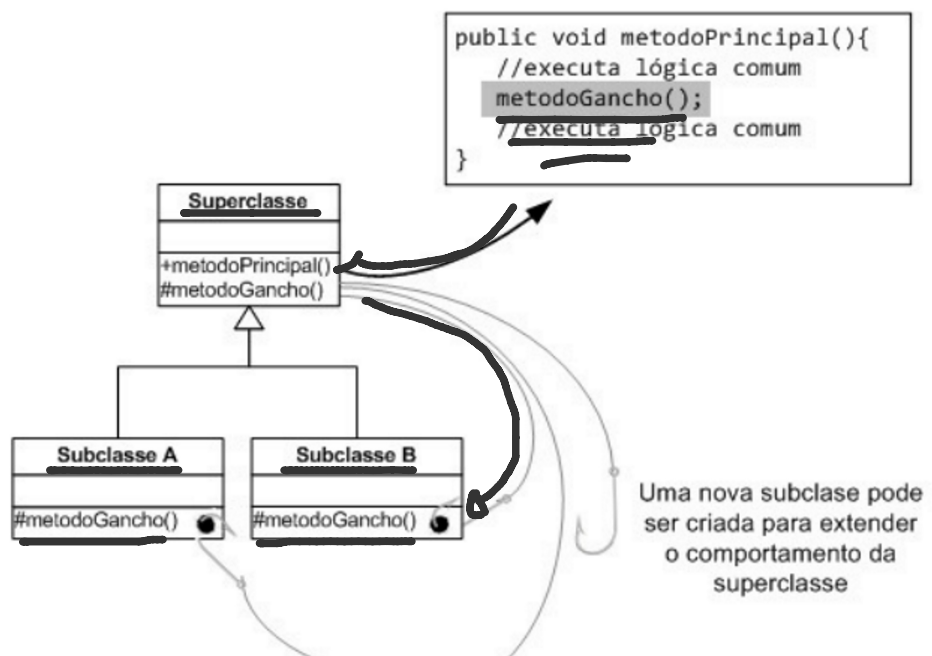 public void metodoPrincipal(){
//executa lógica comum
metodoGancho();
//executa lógica comum
}
Superclasse
+metodoPrincipal()
#metodoGancho()
Subclasse A
#metodoGancho()
Subclasse B
#metodoGancho()
Uma nova subclase pode
ser criada para extender
o comportamento da
superclasse